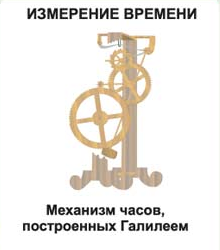 ИЗМЕРЕНИЕ ВРЕМЕНИ
Механизм часов,
построенных Галилеем